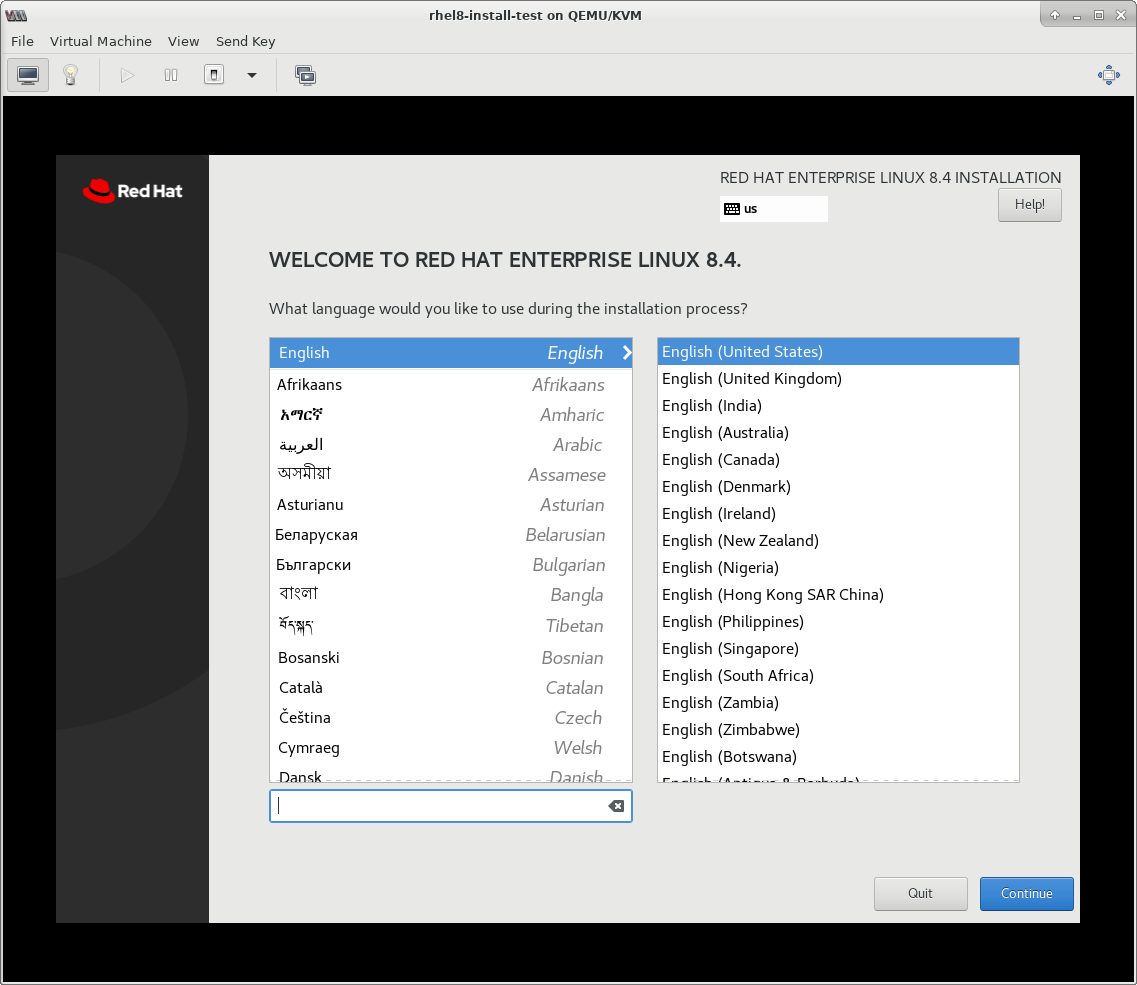 rhel8-install-test on QEMU/KVM
File Virtual Machine View Send Key
Red Hat
RED HAT ENTERPRISE LINUX 8.4 INSTALLATION
us
Help!
WELCOME TO RED HAT ENTERPRISE LINUX 8.4.
What language would you like to use during the installation process?
English English
Afrikaans Afrikaans
አማርኛ Amharic
العربية Arabic
অসমীয়া Assamese
Asturianu Asturian
Беларуская Belarusian
Български Bulgarian
বাংলা Bangla
བོད་སྐད་ Tibetan
Bosanski Bosnian
Català Catalan
Čeština Czech
Cymraeg Welsh
Dansk Danish
English (United States)
English (United Kingdom)
English (India)
English (Australia)
English (Canada)
English (Denmark)
English (Ireland)
English (New Zealand)
English (Nigeria)
English (Hong Kong SAR China)
English (Philippines)
English (Singapore)
English (South Africa)
English (Zambia)
English (Zimbabwe)
English (Botswana)
English (Antigua & Barbuda)
Quit
Continue